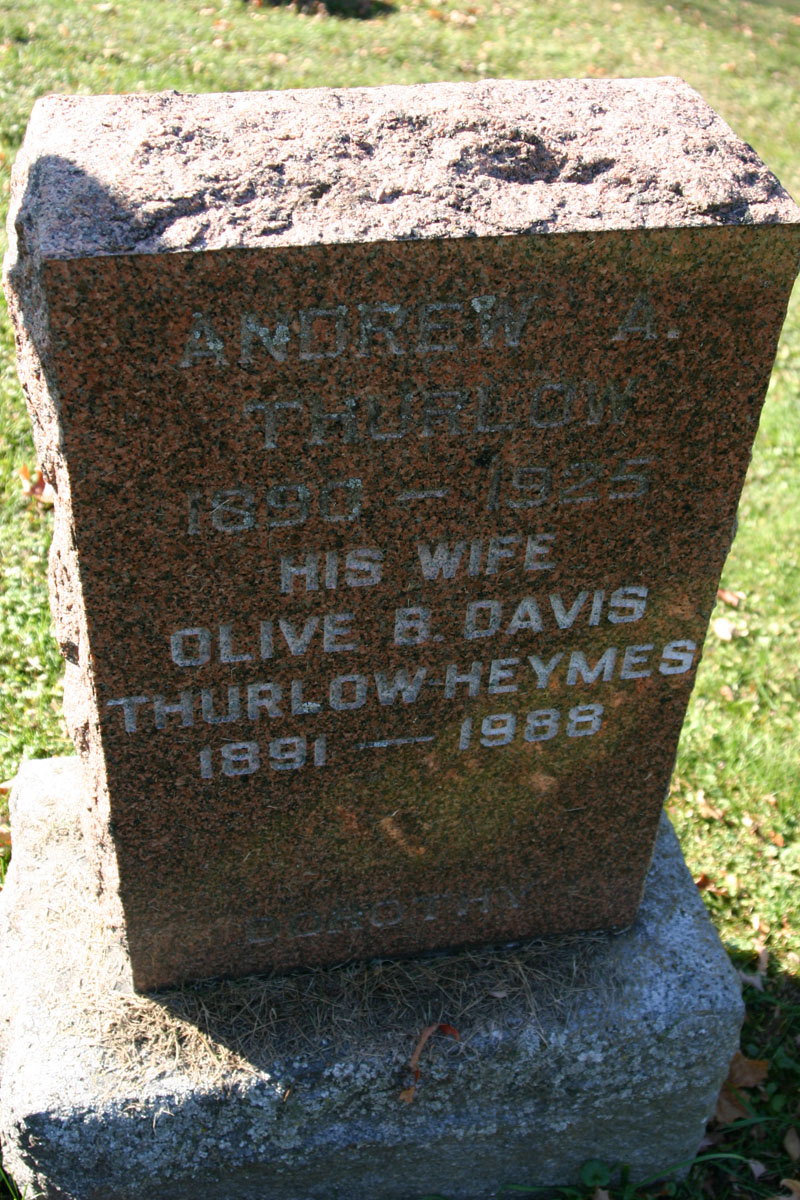 ANDREW A.
THURLOW
1890 — 1925
HIS WIFE
OLIVE B. DAVIS
THURLOW-HEYMES
1891 — 1988
DOROTHY